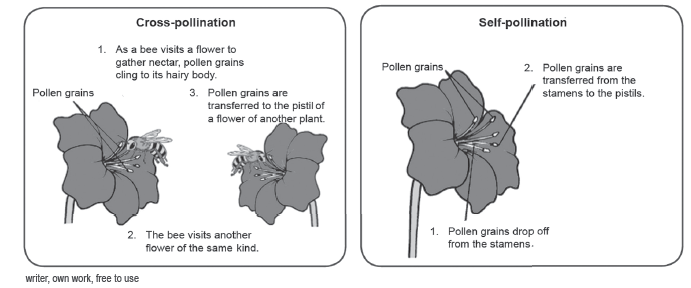 Cross-pollination
1. As a bee visits a flower to
gather nectar, pollen grains
cling to its hairy body.
Pollen grains
3. Pollen grains are
transferred to the pistil of
a flower of another plant.
2. The bee visits another
flower of the same kind.
Self-pollination
Pollen grains
2. Pollen grains are
transferred from the
stamens to the pistils.
1. Pollen grains drop off
from the stamens.
writer, own work, free to use